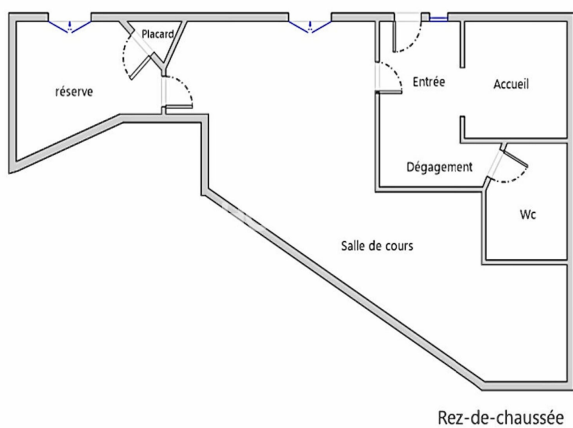 Placard
réserve
Entrée
Accueil
Dégagement
Wc
Salle de cours
Rez-de-chaussée